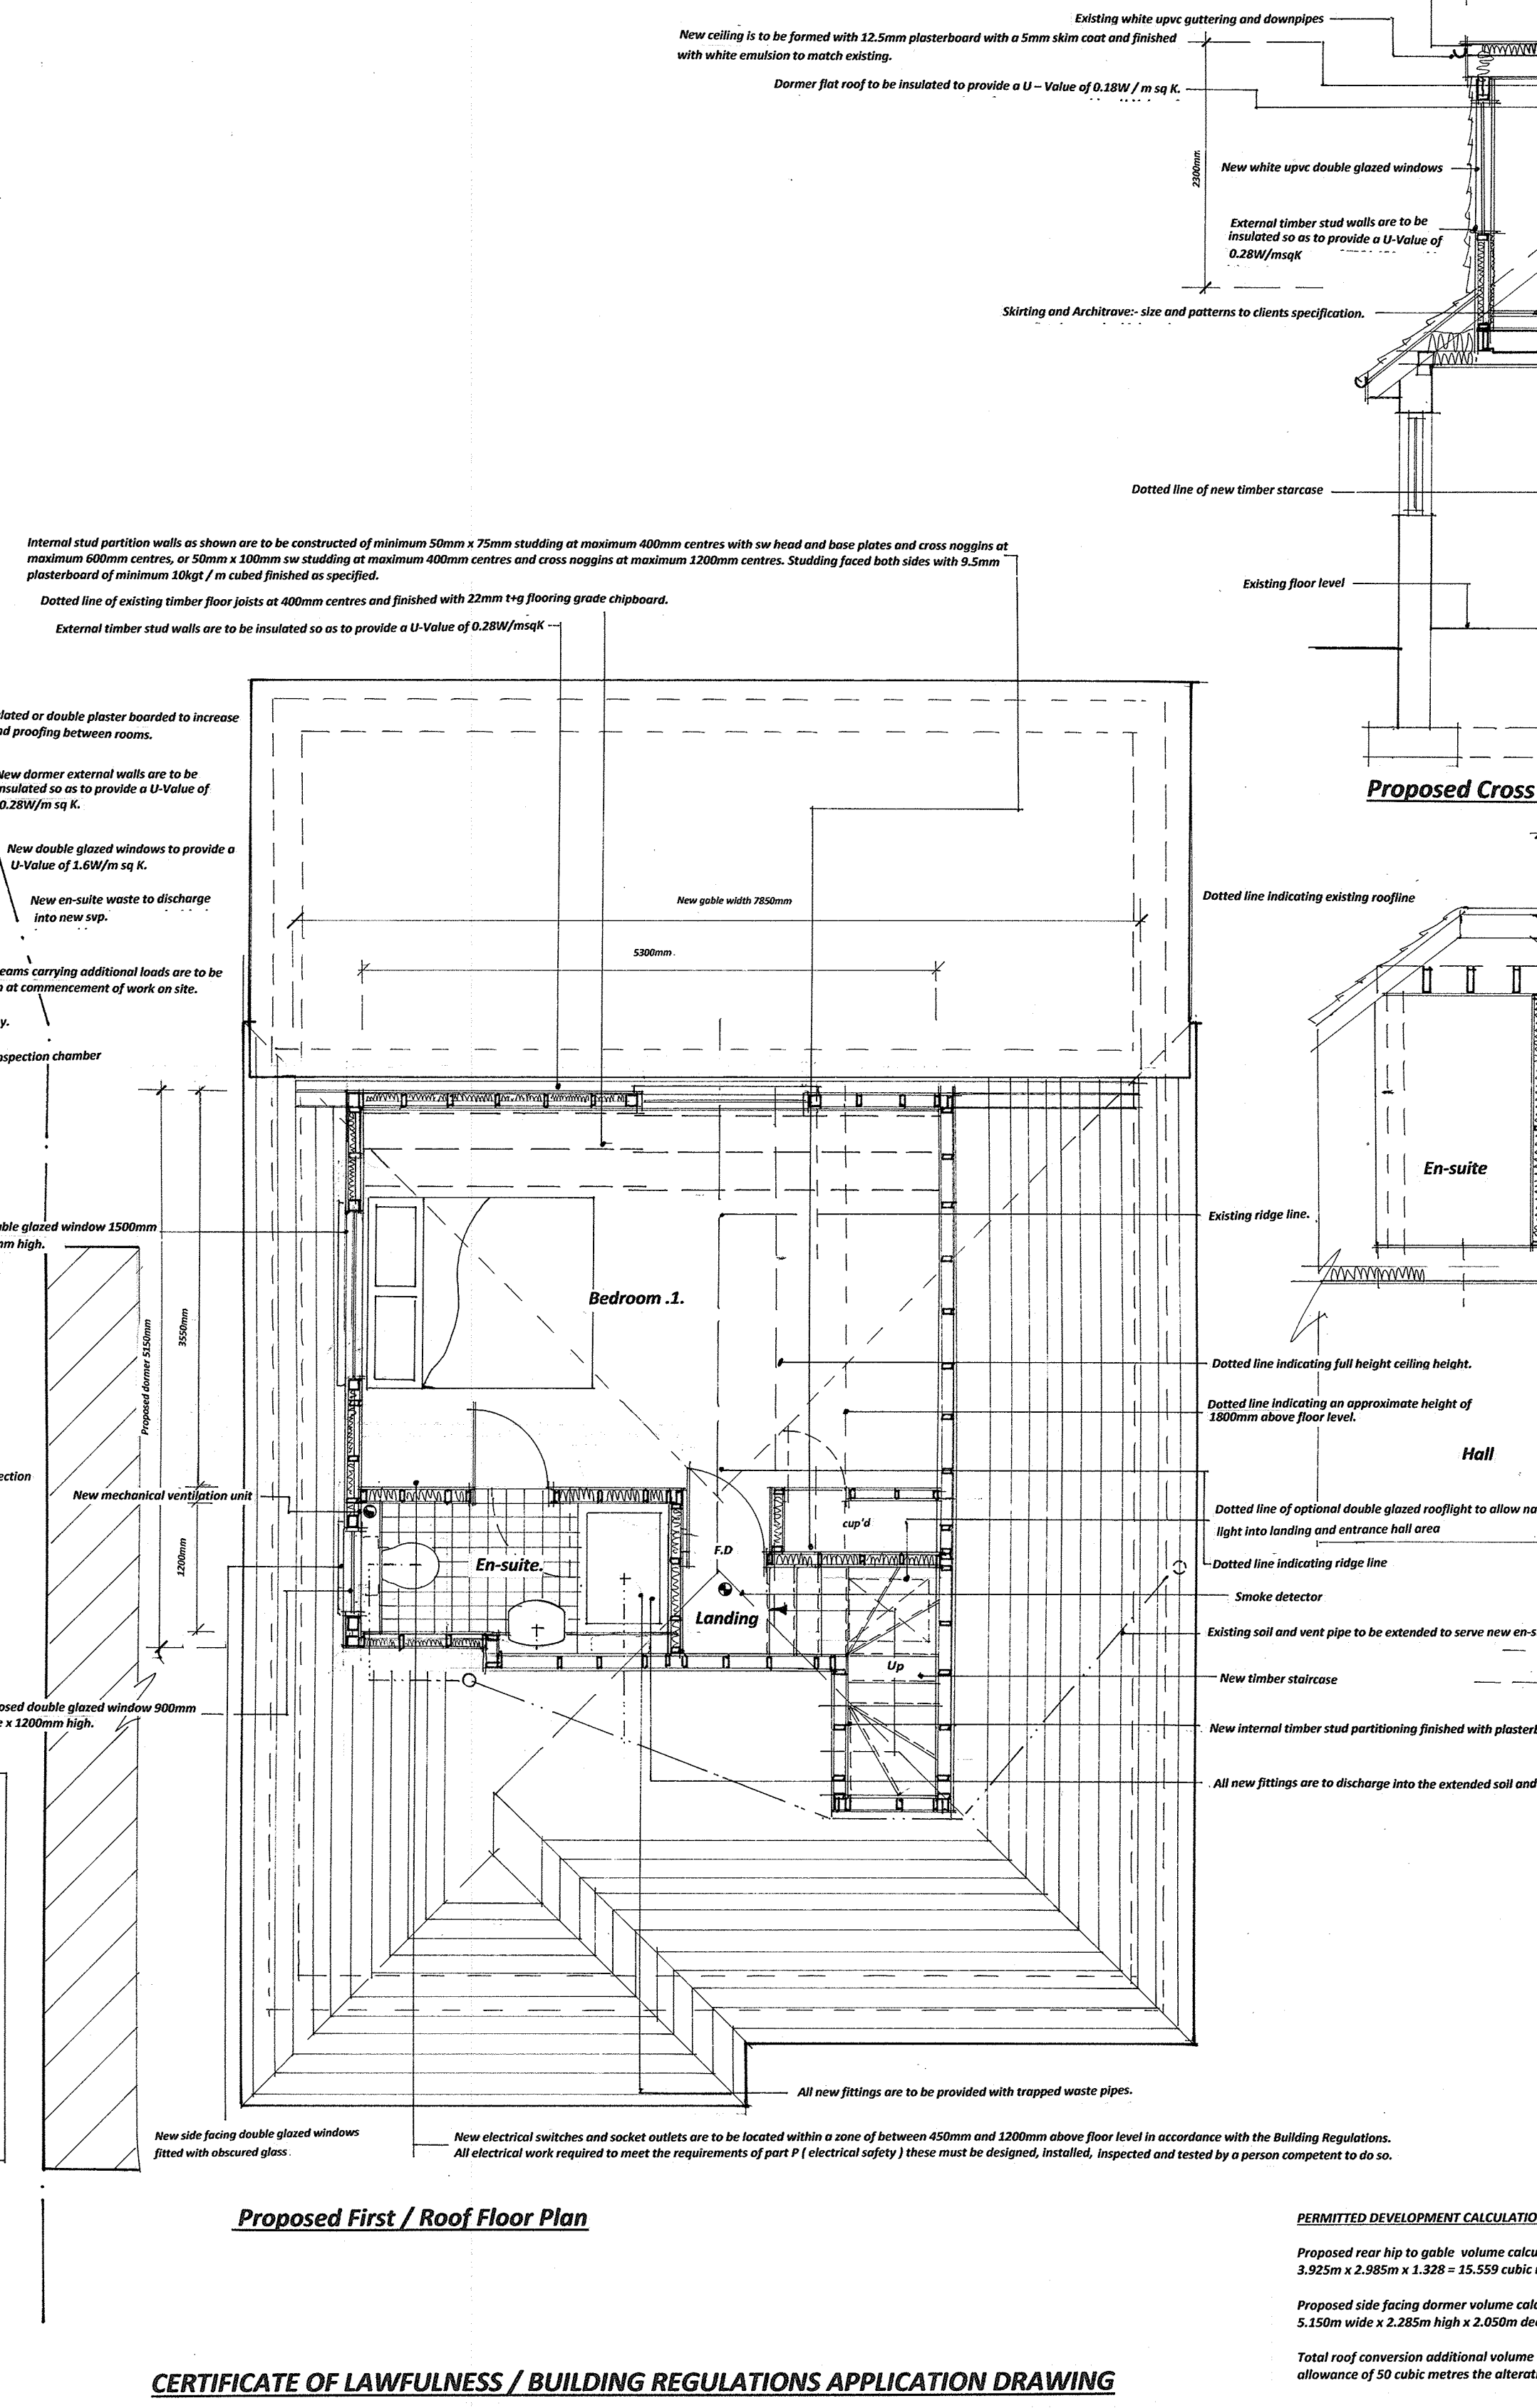 Existing white upvc guttering and downpipes
New ceiling is to be formed with 12.5mm plasterboard with a 5mm skim coat and finished
with white emulsion to match existing.
Dormer flat roof to be insulated to provide a U – Value of 0.18W / m sq K.
2300mm.
New white upvc double glazed windows
External timber stud walls are to be
insulated so as to provide a U-Value of
0.28W/msqK
Skirting and Architrave:- size and patterns to clients specification.
Dotted line of new timber starcase
Internal stud partition walls as shown are to be constructed of minimum 50mm x 75mm studding at maximum 400mm centres with sw head and base plates and cross noggins at
maximum 600mm centres, or 50mm x 100mm sw studding at maximum 400mm centres and cross noggins at maximum 1200mm centres. Studding faced both sides with 9.5mm
plasterboard of minimum 10kgt / m cubed finished as specified.
Existing floor level
Dotted line of existing timber floor joists at 400mm centres and finished with 22mm t+g flooring grade chipboard.
External timber stud walls are to be insulated so as to provide a U-Value of 0.28W/msqK
lated or double plaster boarded to increase
nd proofing between rooms.
New dormer external walls are to be
nsulated so as to provide a U-Value of
0.28W/m sq K.
Proposed Cross
New double glazed windows to provide a
U-Value of 1.6W/m sq K.
New en-suite waste to discharge
into new svp.
New gable width 7850mm
Dotted line indicating existing roofline
5300mm.
eams carrying additional loads are to be
n at commencement of work on site.
y.
nspection chamber
En-suite
Existing ridge line.
ble glazed window 1500mm
mm high.
Bedroom .1.
3550mm
Proposed dormer 5150mm
Dotted line indicating full height ceiling height.
Dotted line indicating an approximate height of
1800mm above floor level.
Hall
ection
New mechanical ventilation unit
Dotted line of optional double glazed rooflight to allow na
light into landing and entrance hall area
cup'd
F.D
En-suite.
1200mm
Dotted line indicating ridge line
Smoke detector
Landing
Existing soil and vent pipe to be extended to serve new en-s
Up
New timber staircase
osed double glazed window 900mm
e x 1200mm high.
New internal timber stud partitioning finished with plasterb
All new fittings are to discharge into the extended soil and
All new fittings are to be provided with trapped waste pipes.
New side facing double glazed windows
fitted with obscured glass.
New electrical switches and socket outlets are to be located within a zone of between 450mm and 1200mm above floor level in accordance with the Building Regulations.
All electrical work required to meet the requirements of part P ( electrical safety ) these must be designed, installed, inspected and tested by a person competent to do so.
Proposed First / Roof Floor Plan
PERMITTED DEVELOPMENT CALCULATIO
Proposed rear hip to gable volume calcu
3.925m x 2.985m x 1.328 = 15.559 cubic
Proposed side facing dormer volume calc
5.150m wide x 2.285m high x 2.050m de
Total roof conversion additional volume
allowance of 50 cubic metres the alterat
CERTIFICATE OF LAWFULNESS / BUILDING REGULATIONS APPLICATION DRAWING